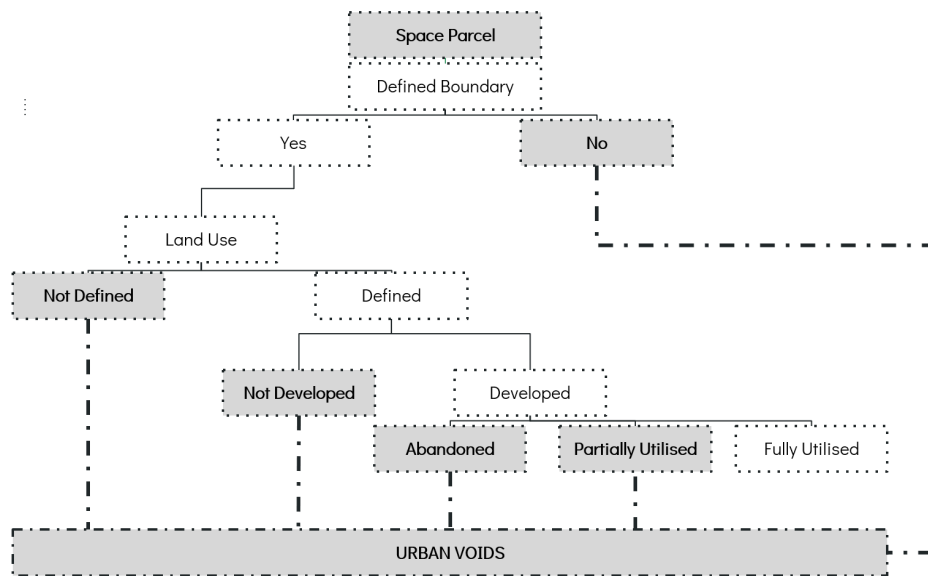 Space Parcel
Defined Boundary
Yes
No
Land Use
Not Defined
Defined
Not Developed
Developed
Abandoned
Partially Utilised
Fully Utilised
URBAN VOIDS